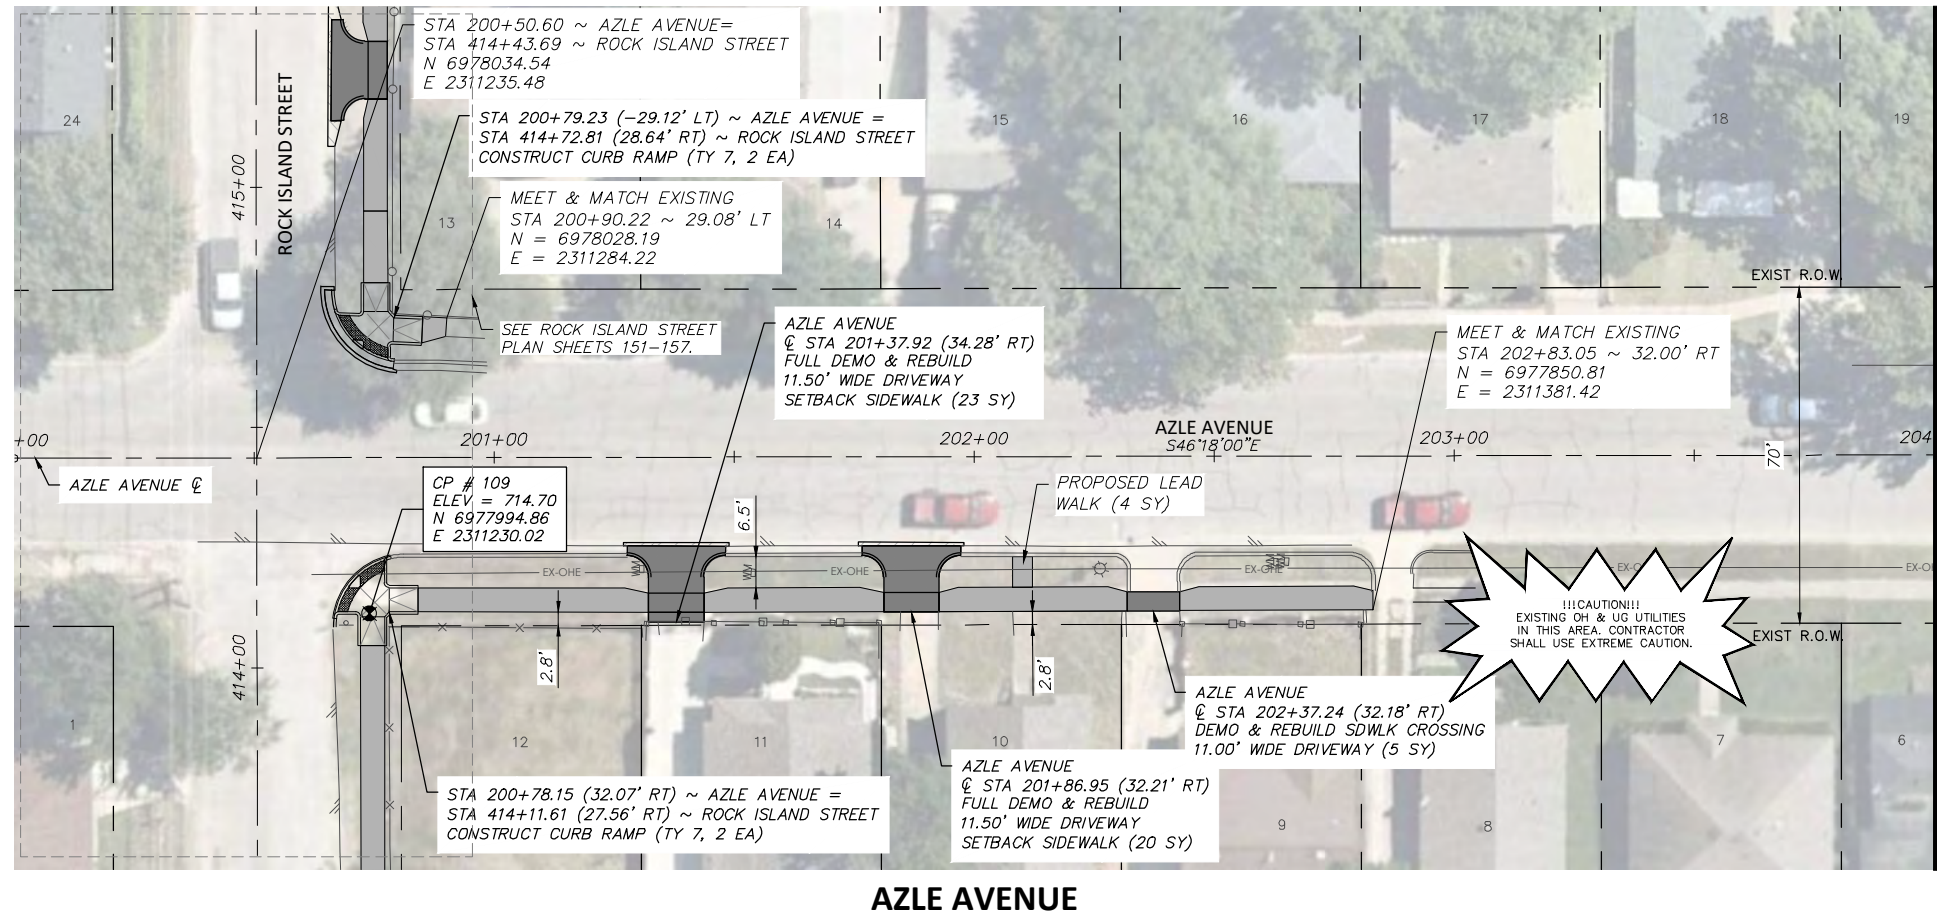 STA 200+50.60 ~ AZLE AVENUE=
STA 414+43.69 ~ ROCK ISLAND STREET
N 6978034.54
E 2311235.48
STA 200+79.23 (-29.12' LT) ~ AZLE AVENUE =
STA 414+72.81 (28.64' RT) ~ ROCK ISLAND STREET
CONSTRUCT CURB RAMP (TY 7, 2 EA)
MEET & MATCH EXISTING
STA 200+90.22 ~ 29.08' LT
N = 6978028.19
E = 2311284.22
24
13
14
15
16
17
18
19
415+00
ROCK ISLAND STREET
SEE ROCK ISLAND STREET
PLAN SHEETS 151-157.
AZLE AVENUE
℄ STA 201+37.92 (34.28' RT)
FULL DEMO & REBUILD
11.50' WIDE DRIVEWAY
SETBACK SIDEWALK (23 SY)
EXIST R.O.W.
MEET & MATCH EXISTING
STA 202+83.05 ~ 32.00' RT
N = 6977850.81
E = 2311381.42
+00
201+00
202+00
AZLE AVENUE
S46°18'00"E
203+00
204
70'
AZLE AVENUE ℄
CP # 109
ELEV = 714.70
N 6977994.86
E 2311230.02
6.5'
PROPOSED LEAD
WALK (4 SY)
EX-OHE
WM
WM
EX-OHE
EX-OHE
EX-O
EX-O
!!!CAUTION!!!
EXISTING OH & UG UTILITIES
IN THIS AREA. CONTRACTOR
SHALL USE EXTREME CAUTION.
EXIST R.O.W.
414+00
2.8'
2.8'
AZLE AVENUE
℄ STA 202+37.24 (32.18' RT)
DEMO & REBUILD SDWLK CROSSING
11.00' WIDE DRIVEWAY (5 SY)
1
12
11
10
9
8
7
6
AZLE AVENUE
℄ STA 201+86.95 (32.21' RT)
FULL DEMO & REBUILD
11.50' WIDE DRIVEWAY
SETBACK SIDEWALK (20 SY)
STA 200+78.15 (32.07' RT) ~ AZLE AVENUE =
STA 414+11.61 (27.56' RT) ~ ROCK ISLAND STREET
CONSTRUCT CURB RAMP (TY 7, 2 EA)
AZLE AVENUE